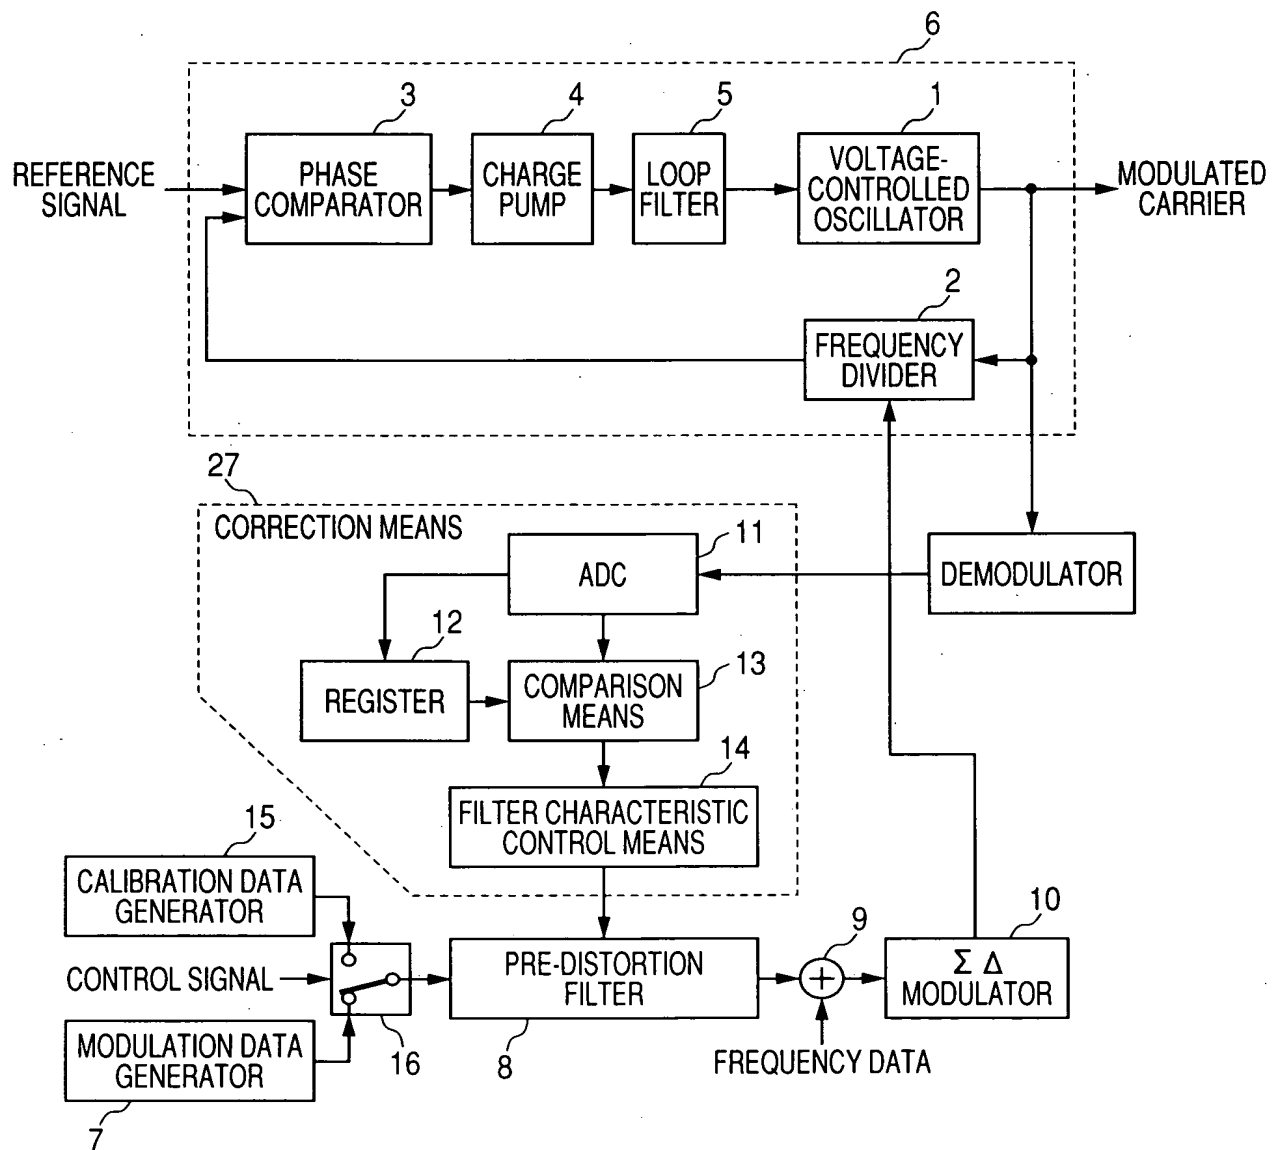 6
3
4
5
1
REFERENCE
SIGNAL
PHASE
COMPARATOR
CHARGE
PUMP
LOOP
FILTER
VOLTAGE-
CONTROLLED
OSCILLATOR
MODULATED
CARRIER
2
FREQUENCY
DIVIDER
27
CORRECTION MEANS
11
ADC
DEMODULATOR
12
REGISTER
13
COMPARISON
MEANS
14
FILTER CHARACTERISTIC
CONTROL MEANS
15
CALIBRATION DATA
GENERATOR
CONTROL SIGNAL
16
MODULATION DATA
GENERATOR
7
PRE-DISTORTION
FILTER
8
9
+
FREQUENCY DATA
10
Σ Δ
MODULATOR